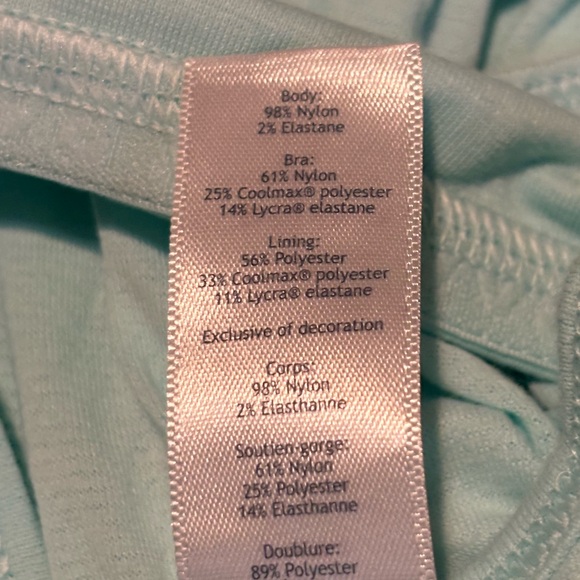 Body:
98% Nylon
2% Elastane
Bra:
61% Nylon
25% Coolmax® polyester
14% Lycra® elastane
Lining:
56% Polyester
33% Coolmax® polyester
11% Lycra® elastane
Exclusive of decoration
Corps:
98% Nylon
2% Elasthanne
Soutien-gorge:
61% Nylon
25% Polyester
14% Elasthanne
Doublure:
89% Polyester